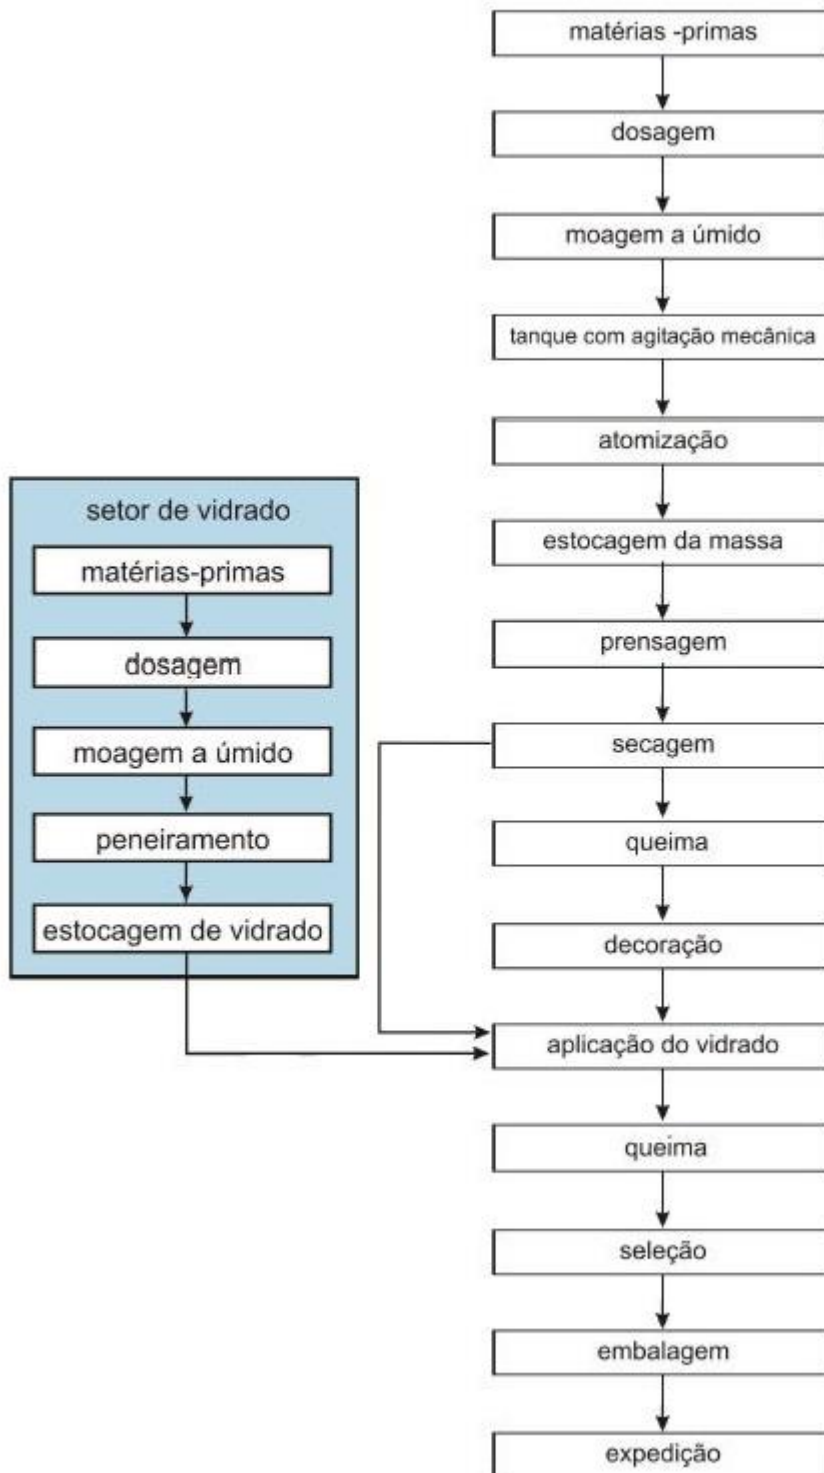 matérias -primas
dosagem
moagem a úmido
tanque com agitação mecânica
atomização
estocagem da massa
prensagem
secagem
queima
decoração
aplicação do vidrado
queima
seleção
embalagem
expedição
setor de vidrado
matérias-primas
dosagem
moagem a úmido
peneiramento
estocagem de vidrado